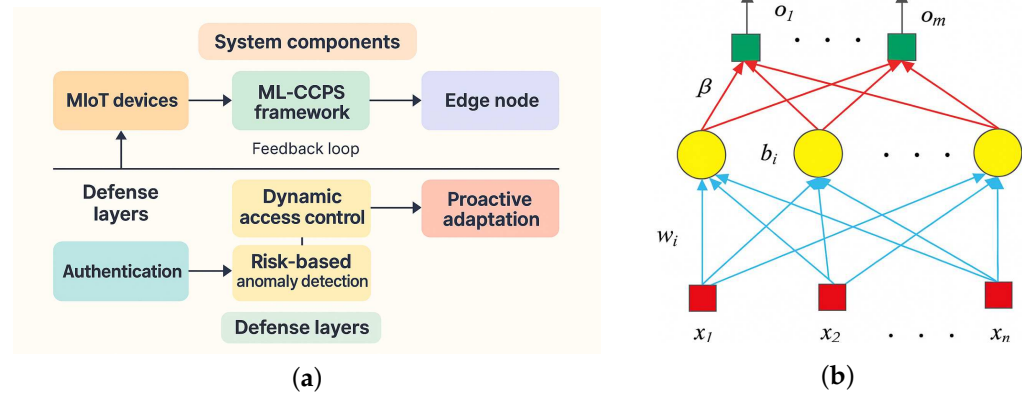 System components
MIoT devices
ML-CCPS
framework
Edge node
Feedback loop
Defense
layers
Dynamic
access control
Proactive
adaptation
Authentication
Risk-based
anomaly detection
Defense layers
(a)
o1 . . . om
β
bi . . .
wi
x1 x2 . . . xn
(b)